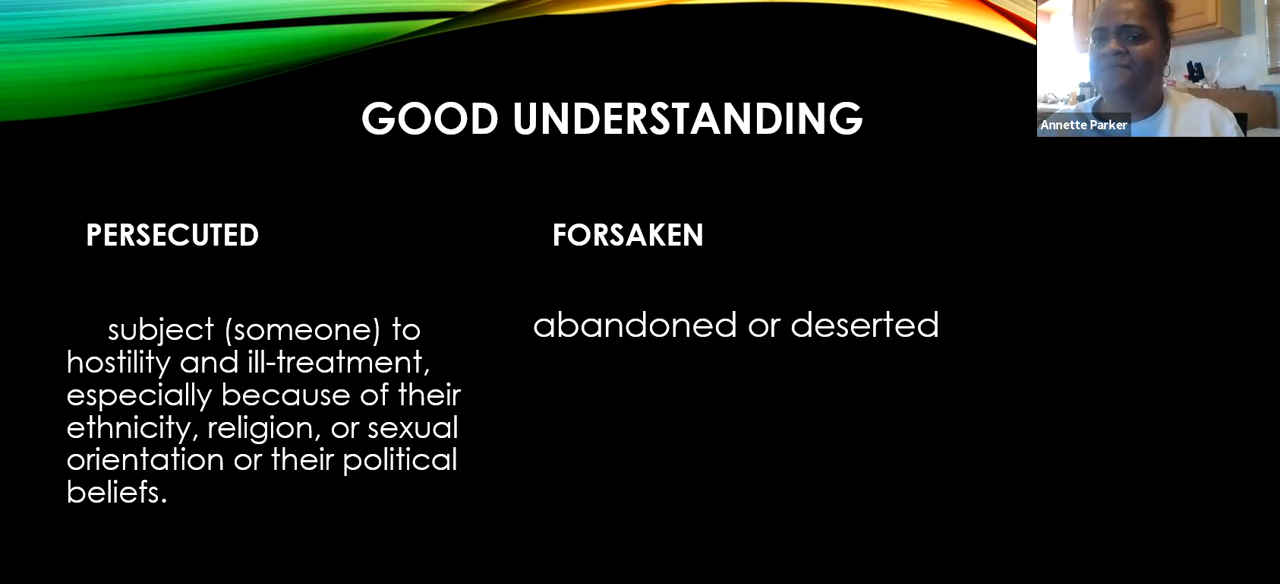 GOOD UNDERSTANDING
Annette Parker
PERSECUTED
subject (someone) to
hostility and ill-treatment,
especially because of their
ethnicity, religion, or sexual
orientation or their political
beliefs.
FORSAKEN
abandoned or deserted